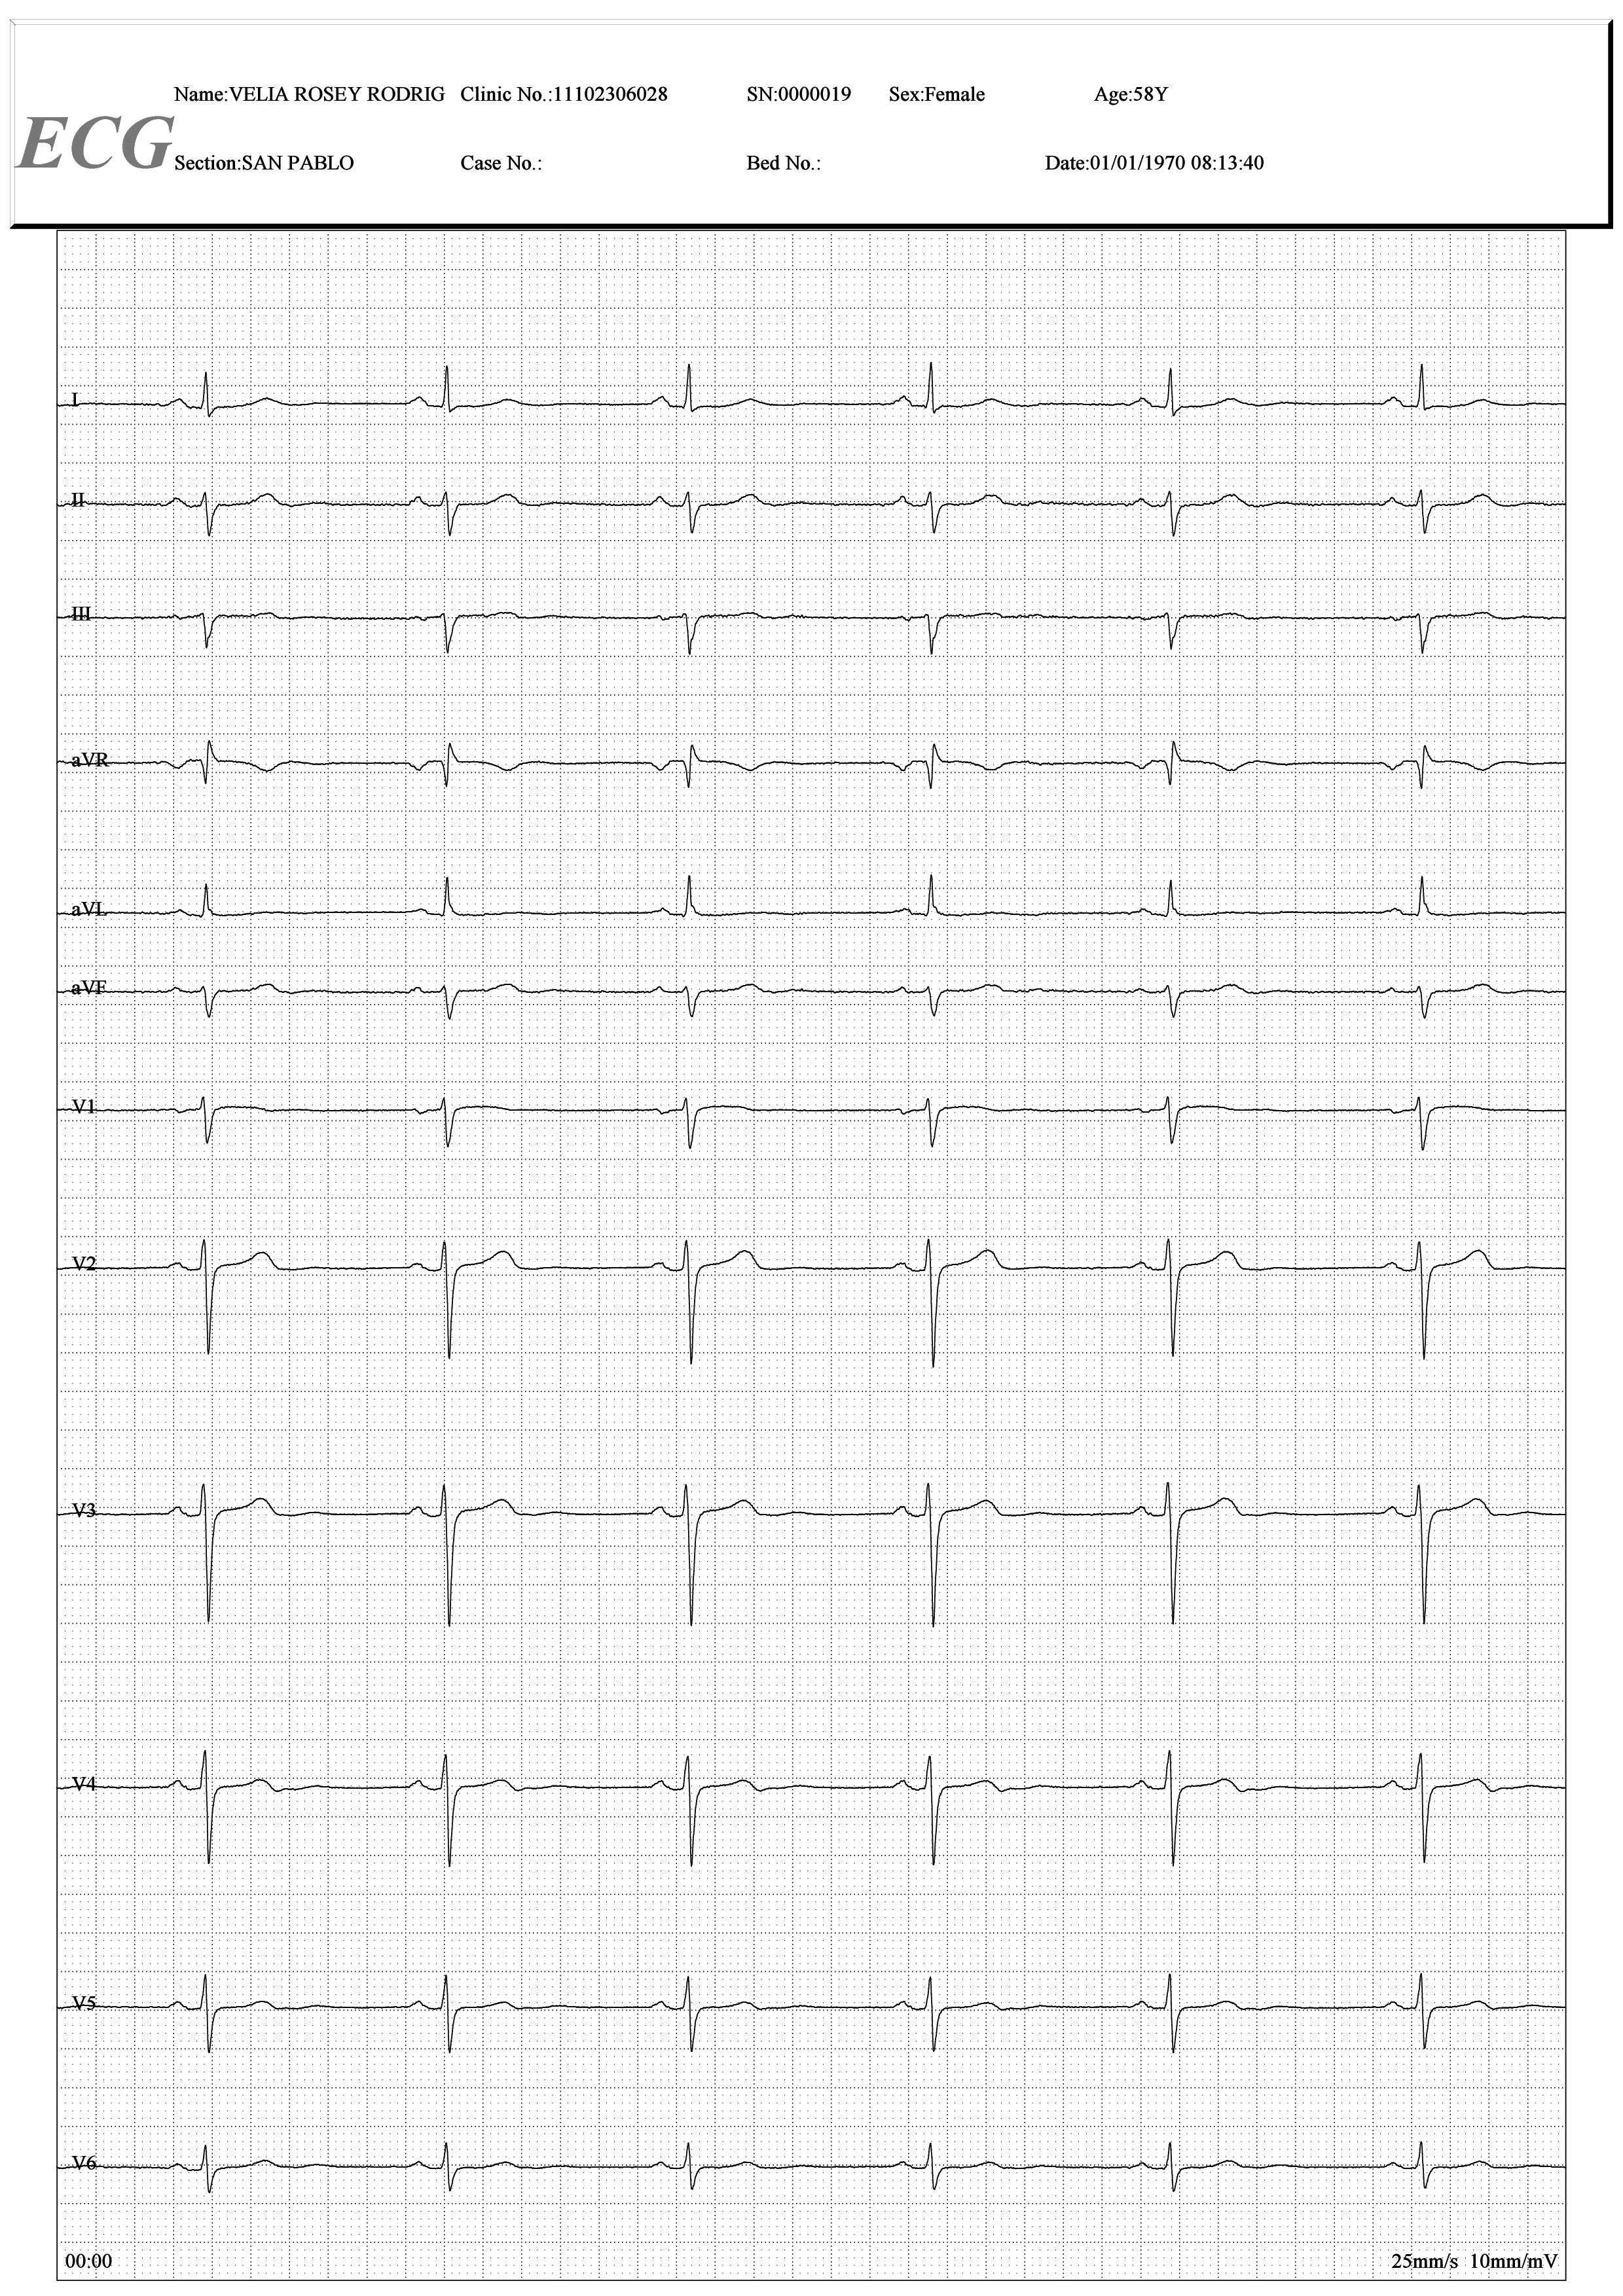 Name:VELIA ROSEY RODRIG Clinic No.:11102306028 SN:0000019 Sex:Female Age:58Y
ECG
Section:SAN PABLO Case No.: Bed No.: Date:01/01/1970 08:13:40
I
II
III
aVR
aVL
aVF
V1
V2
V3
V4
V5
V6
00:00 25mm/s 10mm/mV